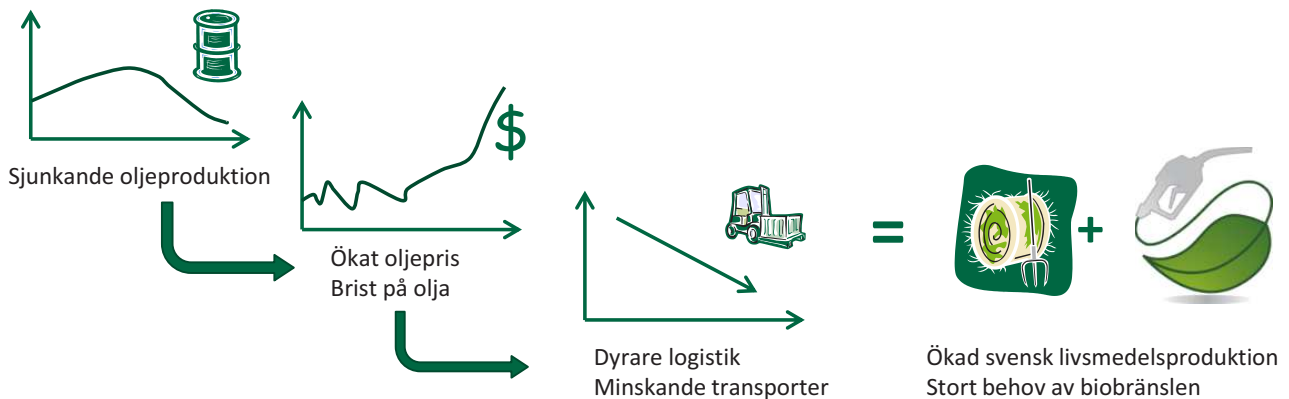 $
Sjunkande oljeproduktion
Ökat oljepris
Brist på olja
=
+
Dyrare logistik
Minskande transporter
Ökad svensk livsmedelsproduktion
Stort behov av biobränslen